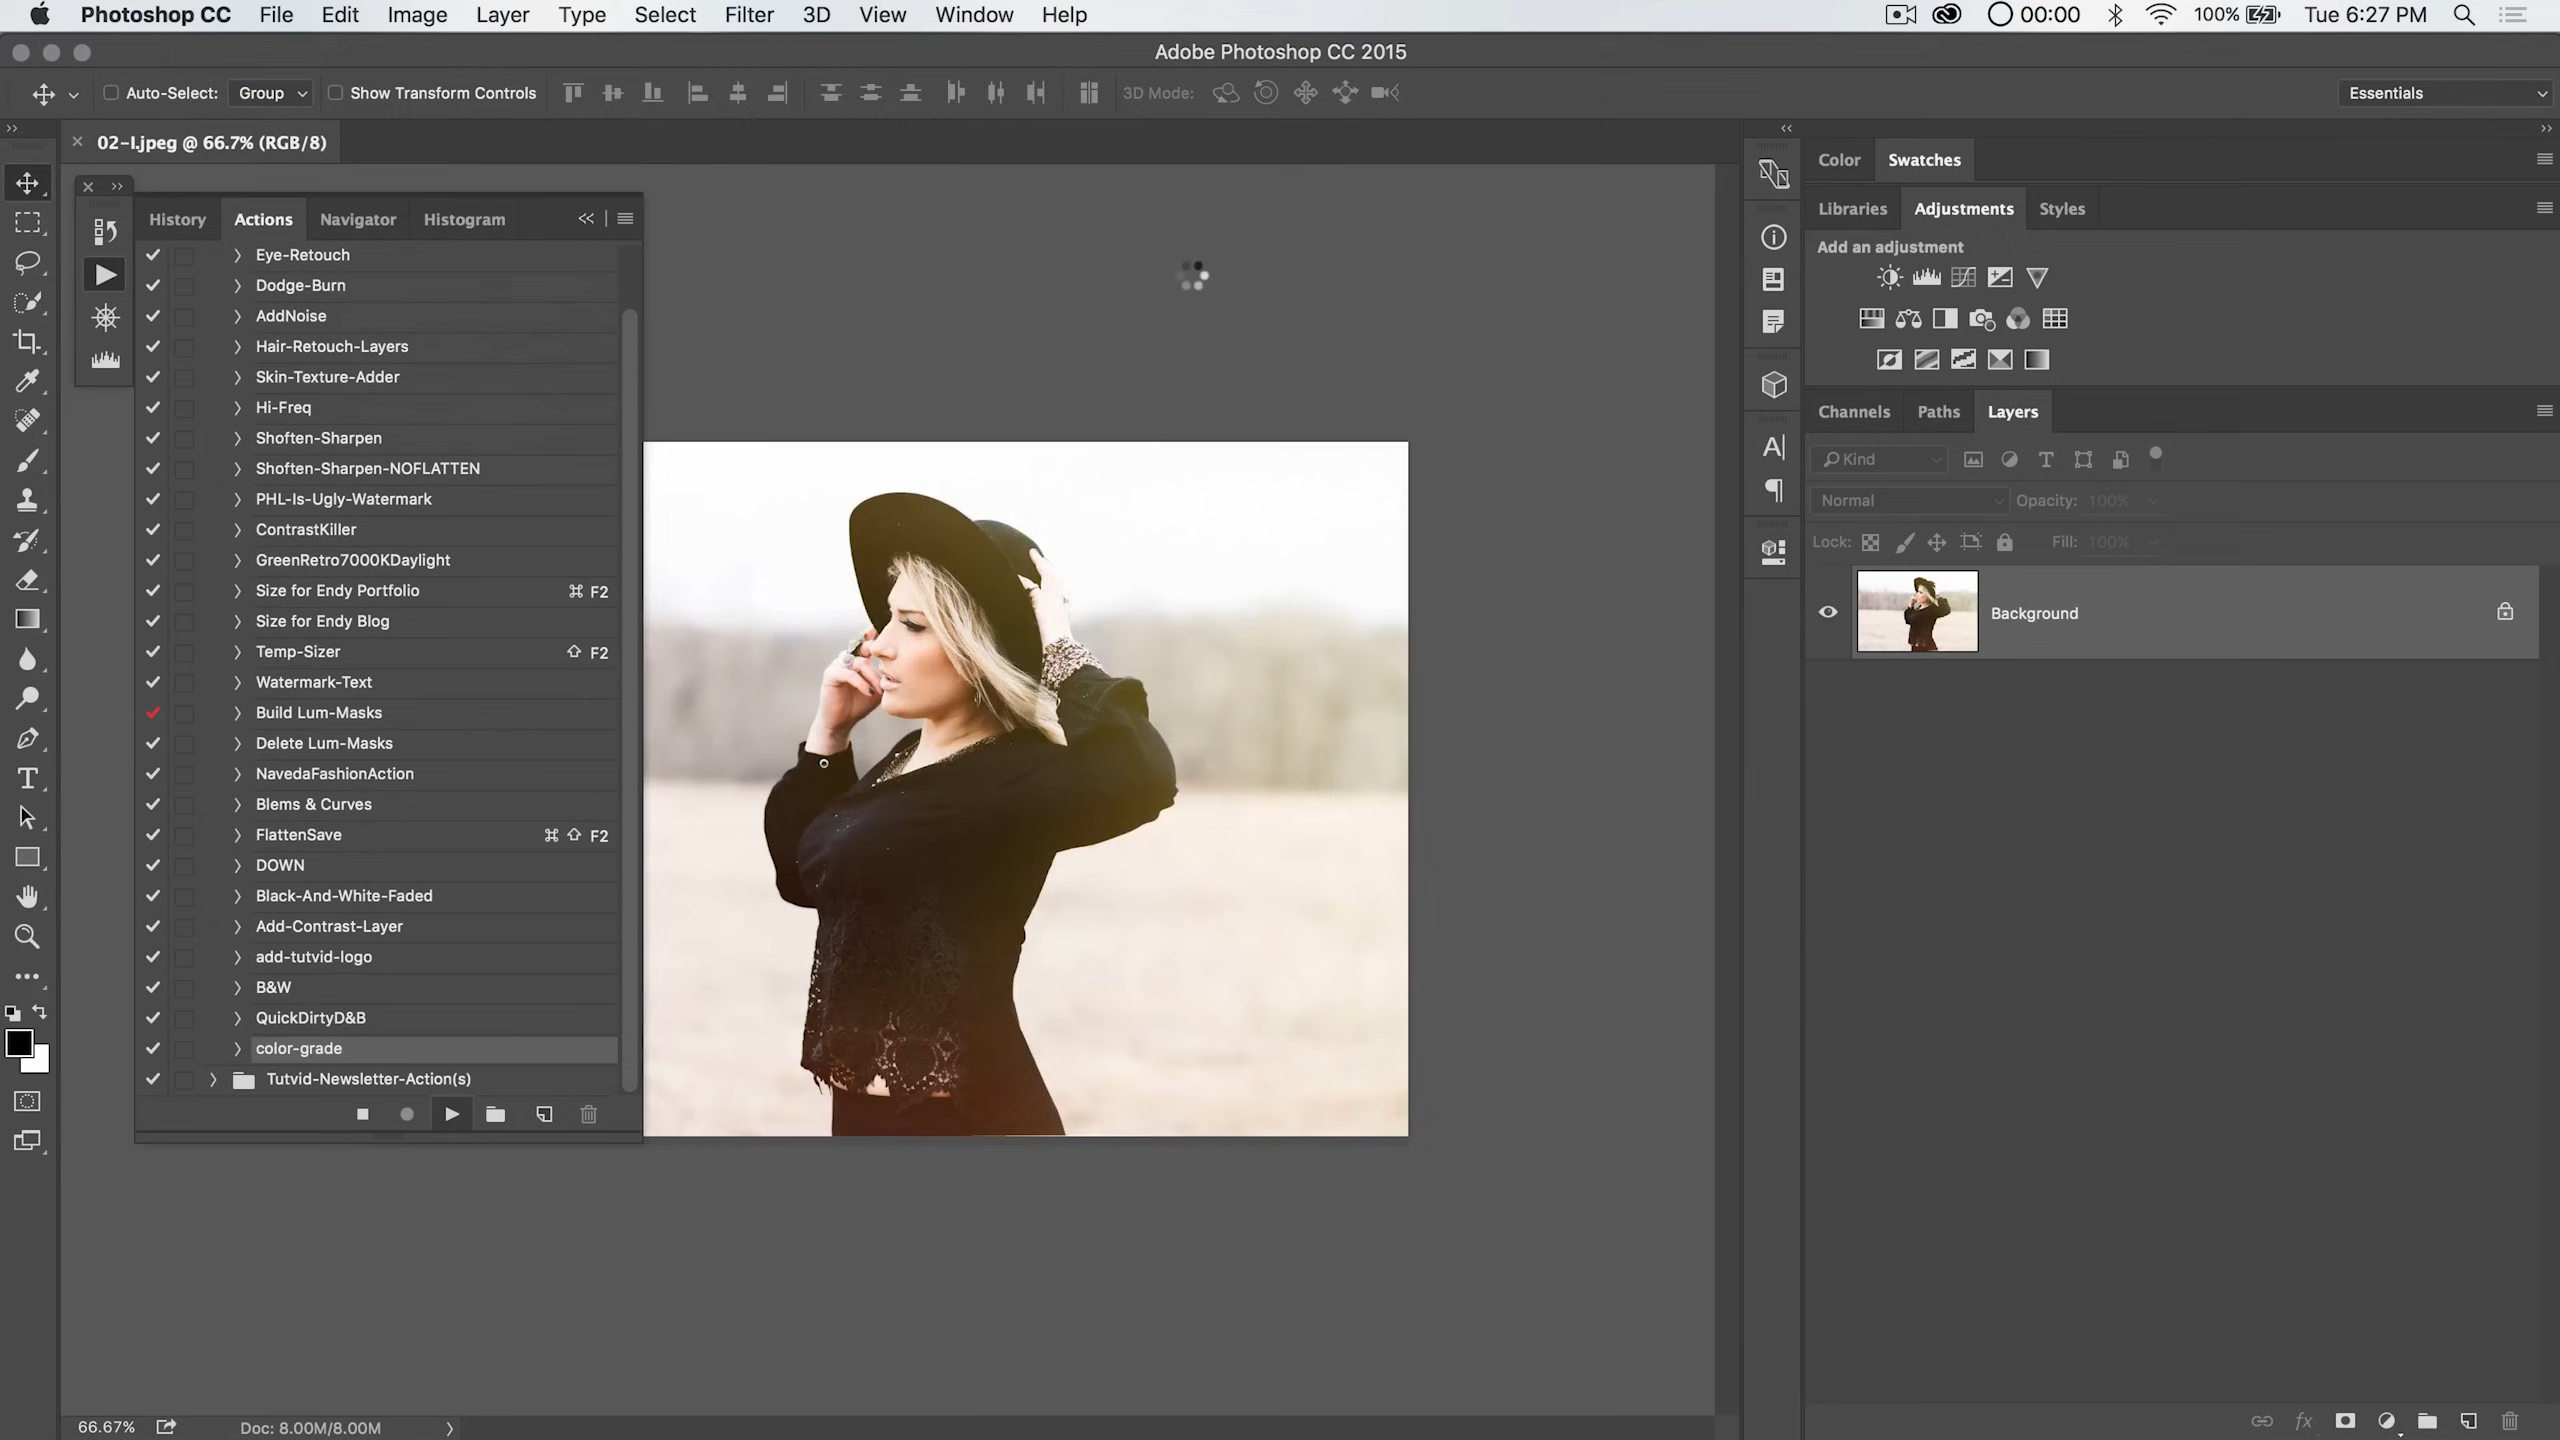 Photoshop CC File Edit Image Layer Type Select Filter 3D View Window Help 00:00 100% Tue 6:27 PM
Adobe Photoshop CC 2015
Auto-Select: Group Show Transform Controls 3D Mode: Essentials
02-I.jpeg @ 66.7% (RGB/8)
Color Swatches
History Actions Navigator Histogram
Libraries Adjustments Styles
Add an adjustment
Eye-Retouch
Dodge-Burn
AddNoise
Hair-Retouch-Layers
Skin-Texture-Adder
Hi-Freq
Shoften-Sharpen
Shoften-Sharpen-NOFLATTEN
PHL-Is-Ugly-Watermark
ContrastKiller
GreenRetro7000KDaylight
Size for Endy Portfolio ⌘ F2
Size for Endy Blog
Temp-Sizer ⇧ F2
Watermark-Text
Build Lum-Masks
Delete Lum-Masks
NavedaFashionAction
Blems & Curves
FlattenSave ⌘ ⇧ F2
DOWN
Black-And-White-Faded
Add-Contrast-Layer
add-tutvid-logo
B&W
QuickDirtyD&B
color-grade
Tutvid-Newsletter-Action(s)
Channels Paths Layers
Kind
Normal Opacity: 100%
Lock: Fill: 100%
Background
66.67% Doc: 8.00M/8.00M